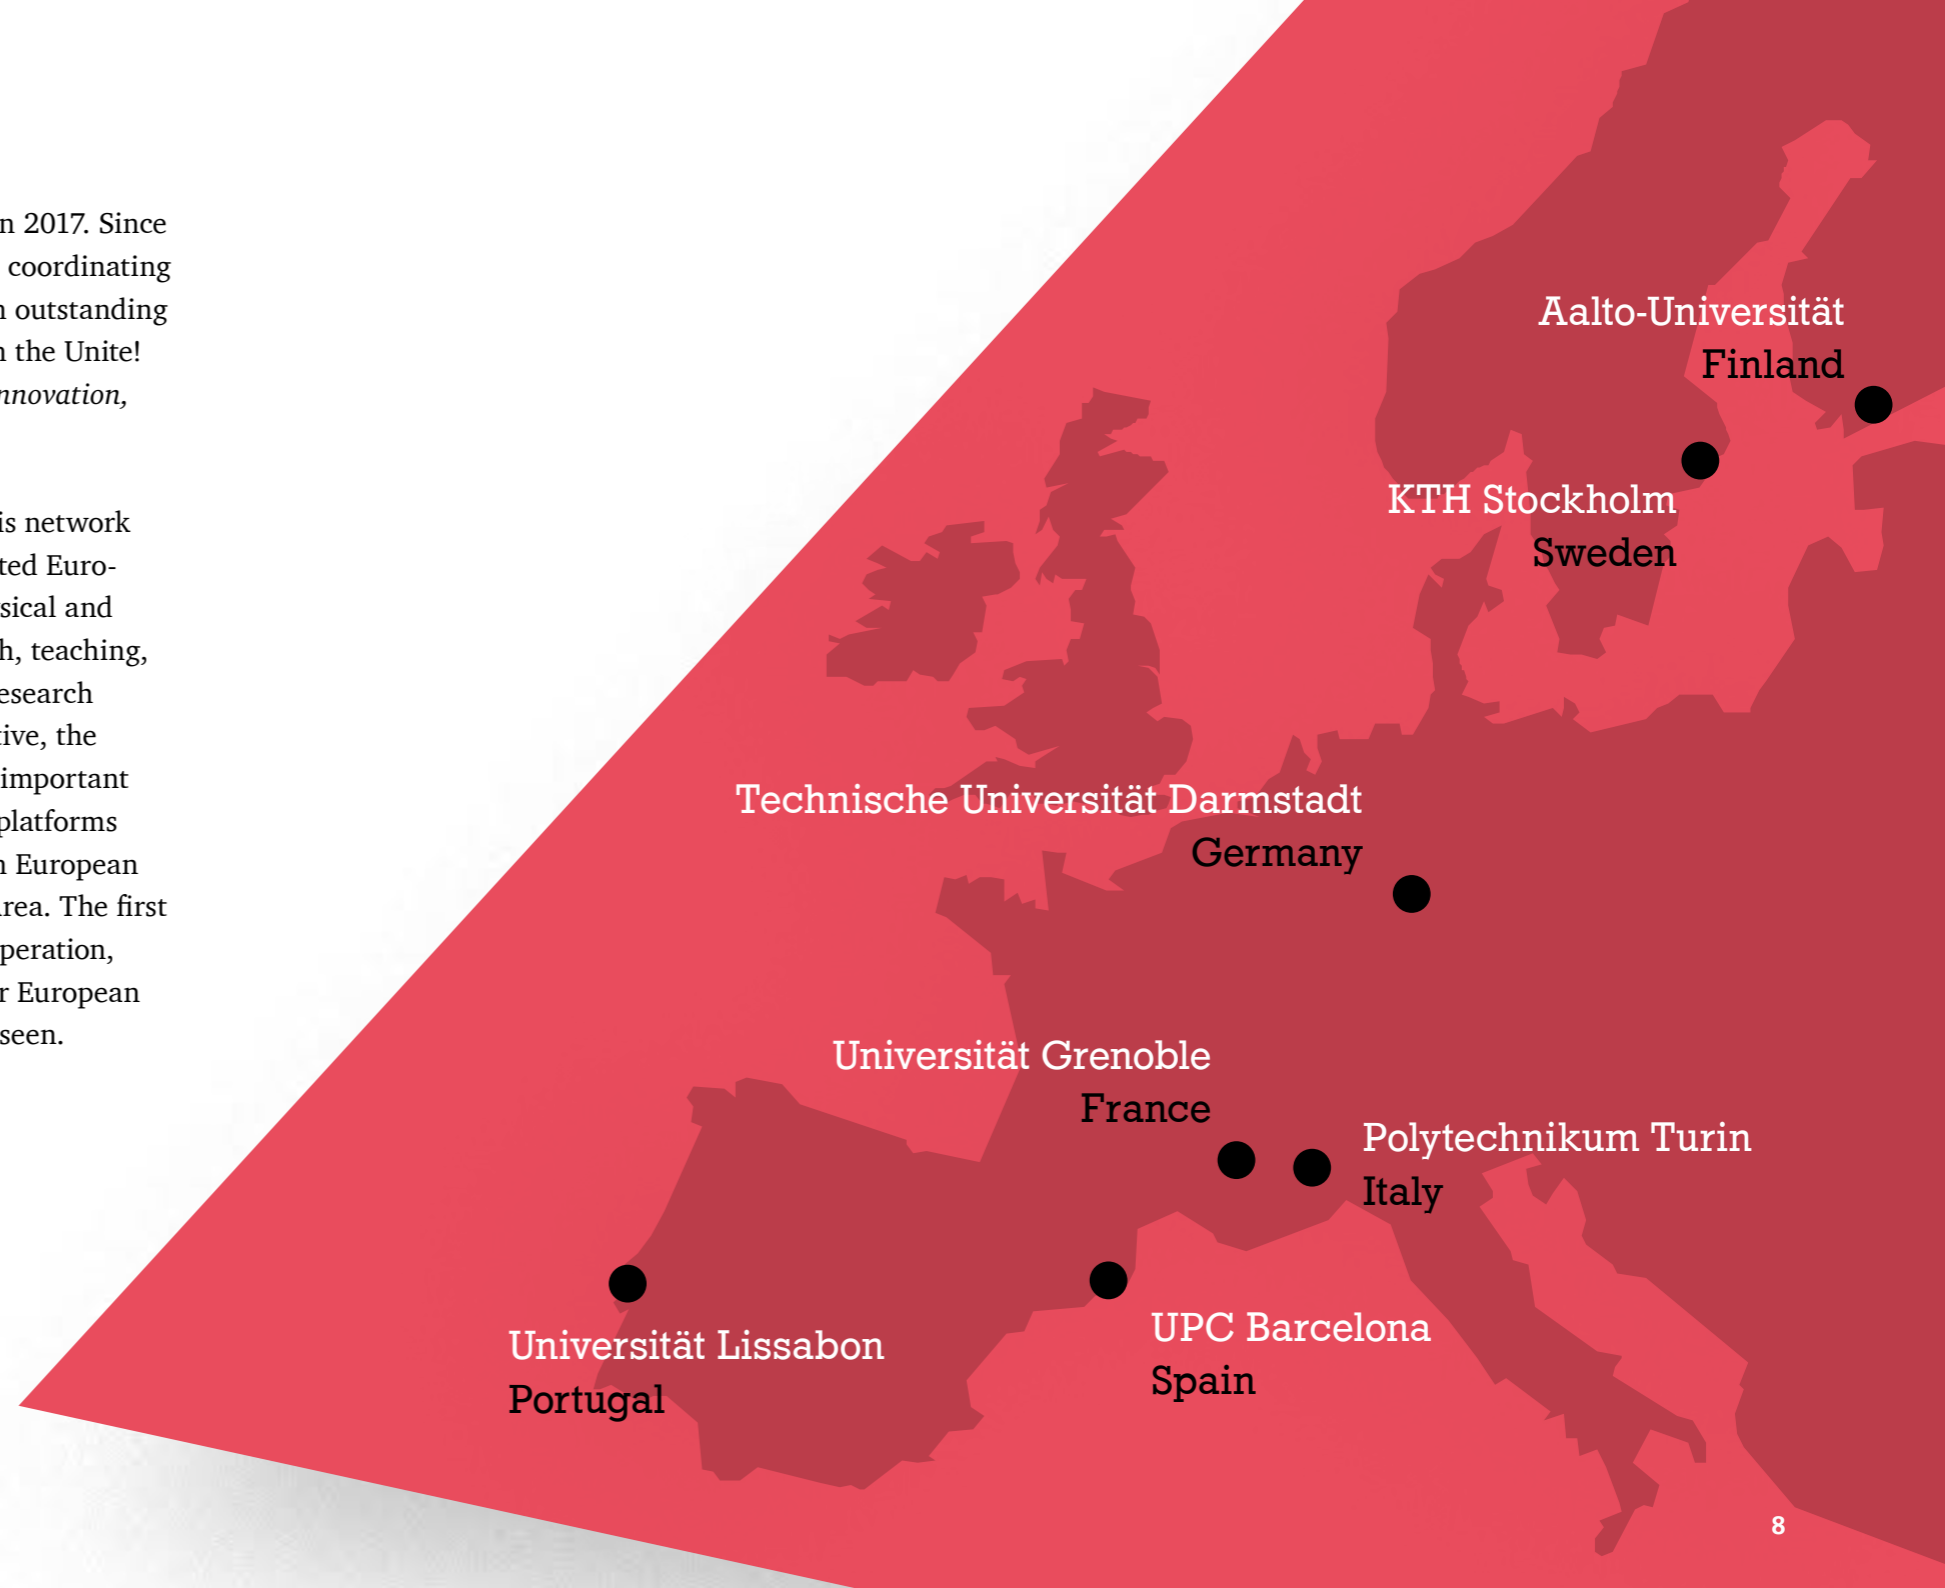 n 2017. Since
coordinating
outstanding
n the Unite!
nnovation,
is network
ted Euro-
sical and
h, teaching,
esearch
tive, the
important
platforms
n European
rea. The first
peration,
r European
seen.
Aalto-Universität
Finland
KTH Stockholm
Sweden
Technische Universität Darmstadt
Germany
Universität Grenoble
France
Polytechnikum Turin
Italy
UPC Barcelona
Spain
Universität Lissabon
Portugal
8